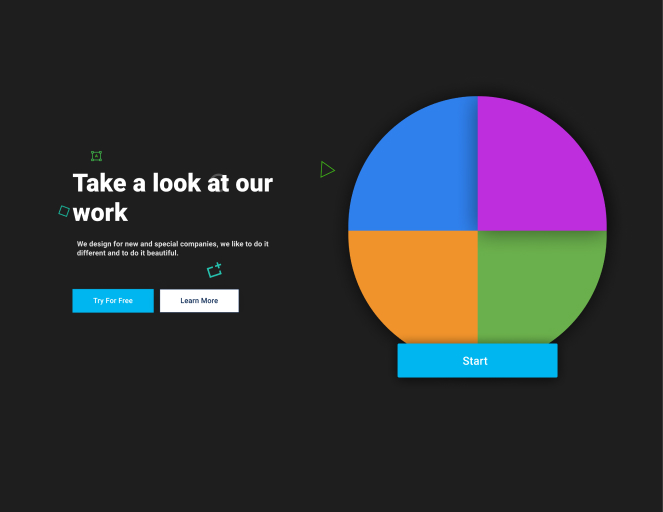 Take a look at our
work
We design for new and special companies, we like to do it
different and to do it beautiful.
Try For Free
Learn More
Start